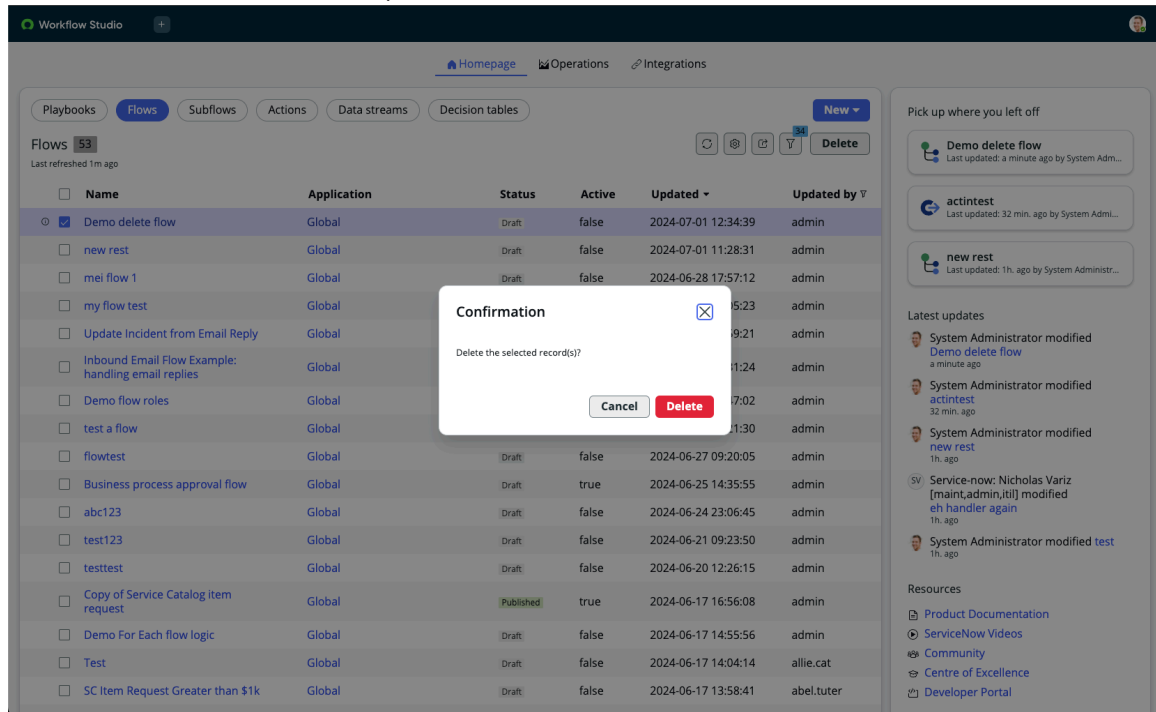 Workflow Studio
+
Homepage Operations Integrations
Playbooks Flows Subflows Actions Data streams Decision tables New
Flows 53
Last refreshed 1m ago
34
Delete
Name Application Status Active Updated Updated by
Demo delete flow Global Draft false 2024-07-01 12:34:39 admin
new rest Global Draft false 2024-07-01 11:28:31 admin
mei flow 1 Global Draft false 2024-06-28 17:57:12 admin
my flow test Global 5:23 admin
Update Incident from Email Reply Global 9:21 admin
Inbound Email Flow Example:
handling email replies Global 1:24 admin
Demo flow roles Global 7:02 admin
test a flow Global 1:30 admin
flowtest Global Draft false 2024-06-27 09:20:05 admin
Business process approval flow Global Draft true 2024-06-25 14:35:55 admin
abc123 Global Draft false 2024-06-24 23:06:45 admin
test123 Global Draft false 2024-06-21 09:23:50 admin
testtest Global Draft false 2024-06-20 12:26:15 admin
Copy of Service Catalog item
request Global Published true 2024-06-17 16:56:08 admin
Demo For Each flow logic Global Draft false 2024-06-17 14:55:56 admin
Test Global Draft false 2024-06-17 14:04:14 allie.cat
SC Item Request Greater than $1k Global Draft false 2024-06-17 13:58:41 abel.tuter
Confirmation
Delete the selected record(s)?
Cancel Delete
Pick up where you left off
Demo delete flow
Last updated: a minute ago by System Adm...
actintest
Last updated: 32 min. ago by System Admi...
new rest
Last updated: 1h. ago by System Administr...
Latest updates
System Administrator modified
Demo delete flow
a minute ago
System Administrator modified
actintest
32 min. ago
System Administrator modified
new rest
1h. ago
SV Service-now: Nicholas Variz
[maint,admin,itil] modified
eh handler again
1h. ago
System Administrator modified test
1h. ago
Resources
Product Documentation
ServiceNow Videos
Community
Centre of Excellence
Developer Portal